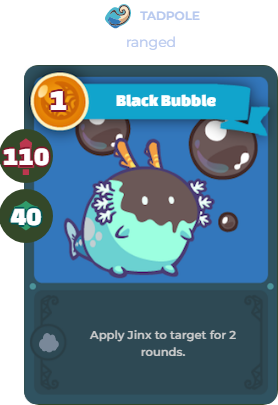 TADPOLE
ranged
1
Black Bubble
110
40
Apply Jinx to target for 2
rounds.